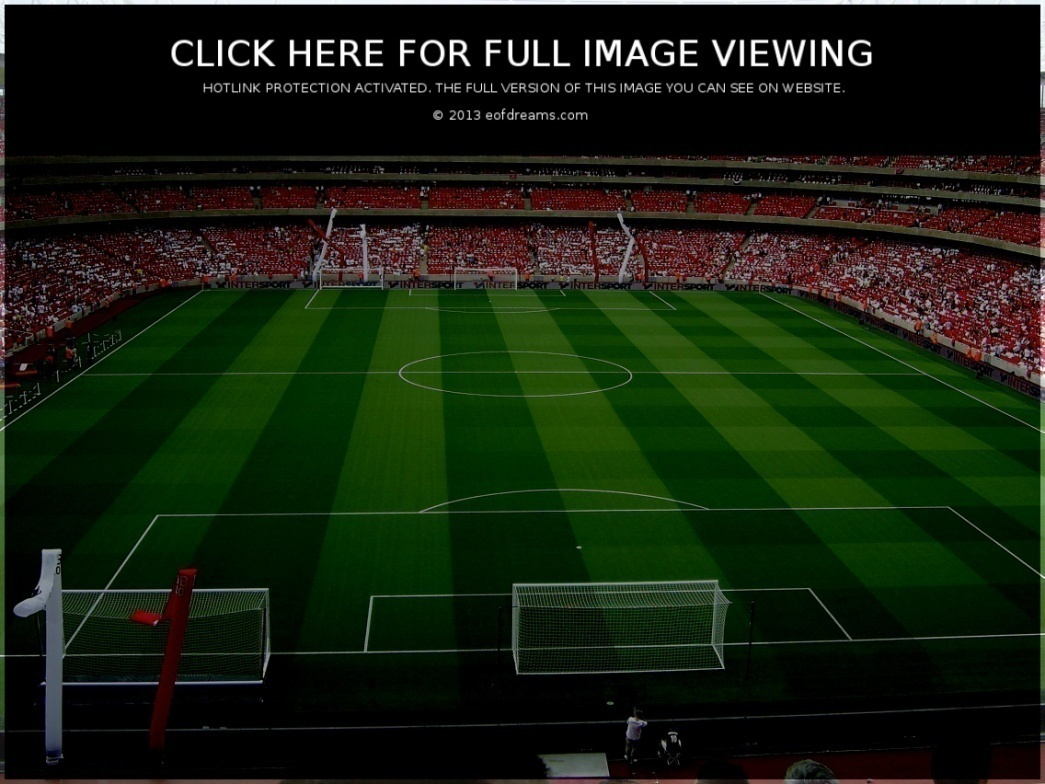 CLICK HERE FOR FULL IMAGE VIEWING
HOTLINK PROTECTION ACTIVATED. THE FULL VERSION OF THIS IMAGE YOU CAN SEE ON WEBSITE.
© 2013 eofdreams.com
INTERSPORT INTERSPORT INTERSPORT INTERSPORT INTERSPORT